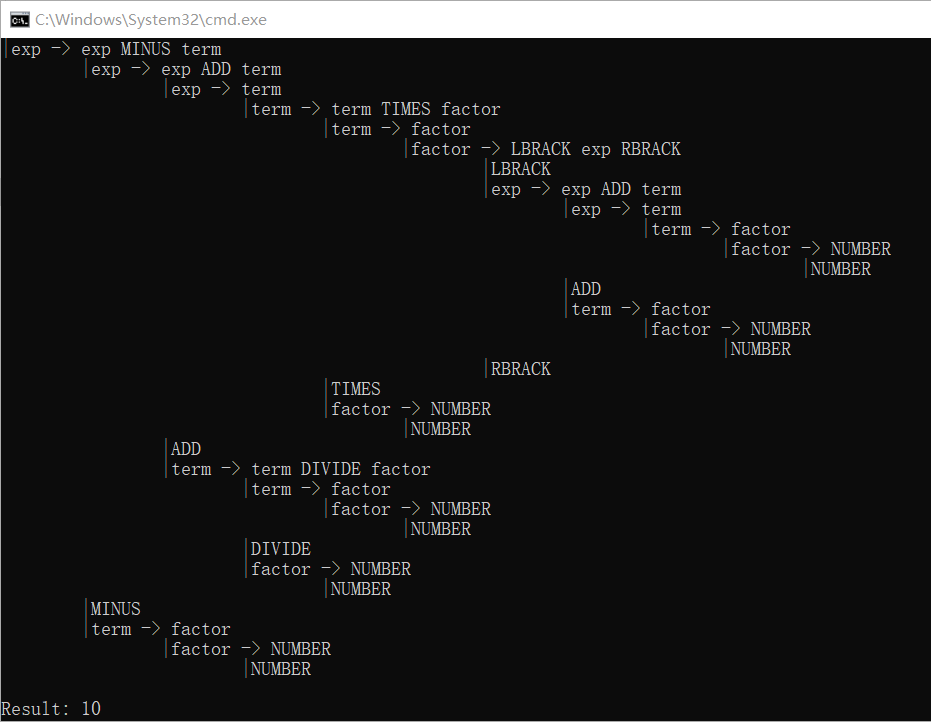 C:\Windows\System32\cmd.exe
|exp -> exp MINUS term
|exp -> exp ADD term
|exp -> term
|term -> term TIMES factor
|term -> factor
|factor -> LBRACK exp RBRACK
|LBRACK
|exp -> exp ADD term
|exp -> term
|term -> factor
|factor -> NUMBER
|NUMBER
|ADD
|term -> factor
|factor -> NUMBER
|NUMBER
|RBRACK
|TIMES
|factor -> NUMBER
|NUMBER
|ADD
|term -> term DIVIDE factor
|term -> factor
|factor -> NUMBER
|NUMBER
|DIVIDE
|factor -> NUMBER
|NUMBER
|MINUS
|term -> factor
|factor -> NUMBER
|NUMBER
Result: 10